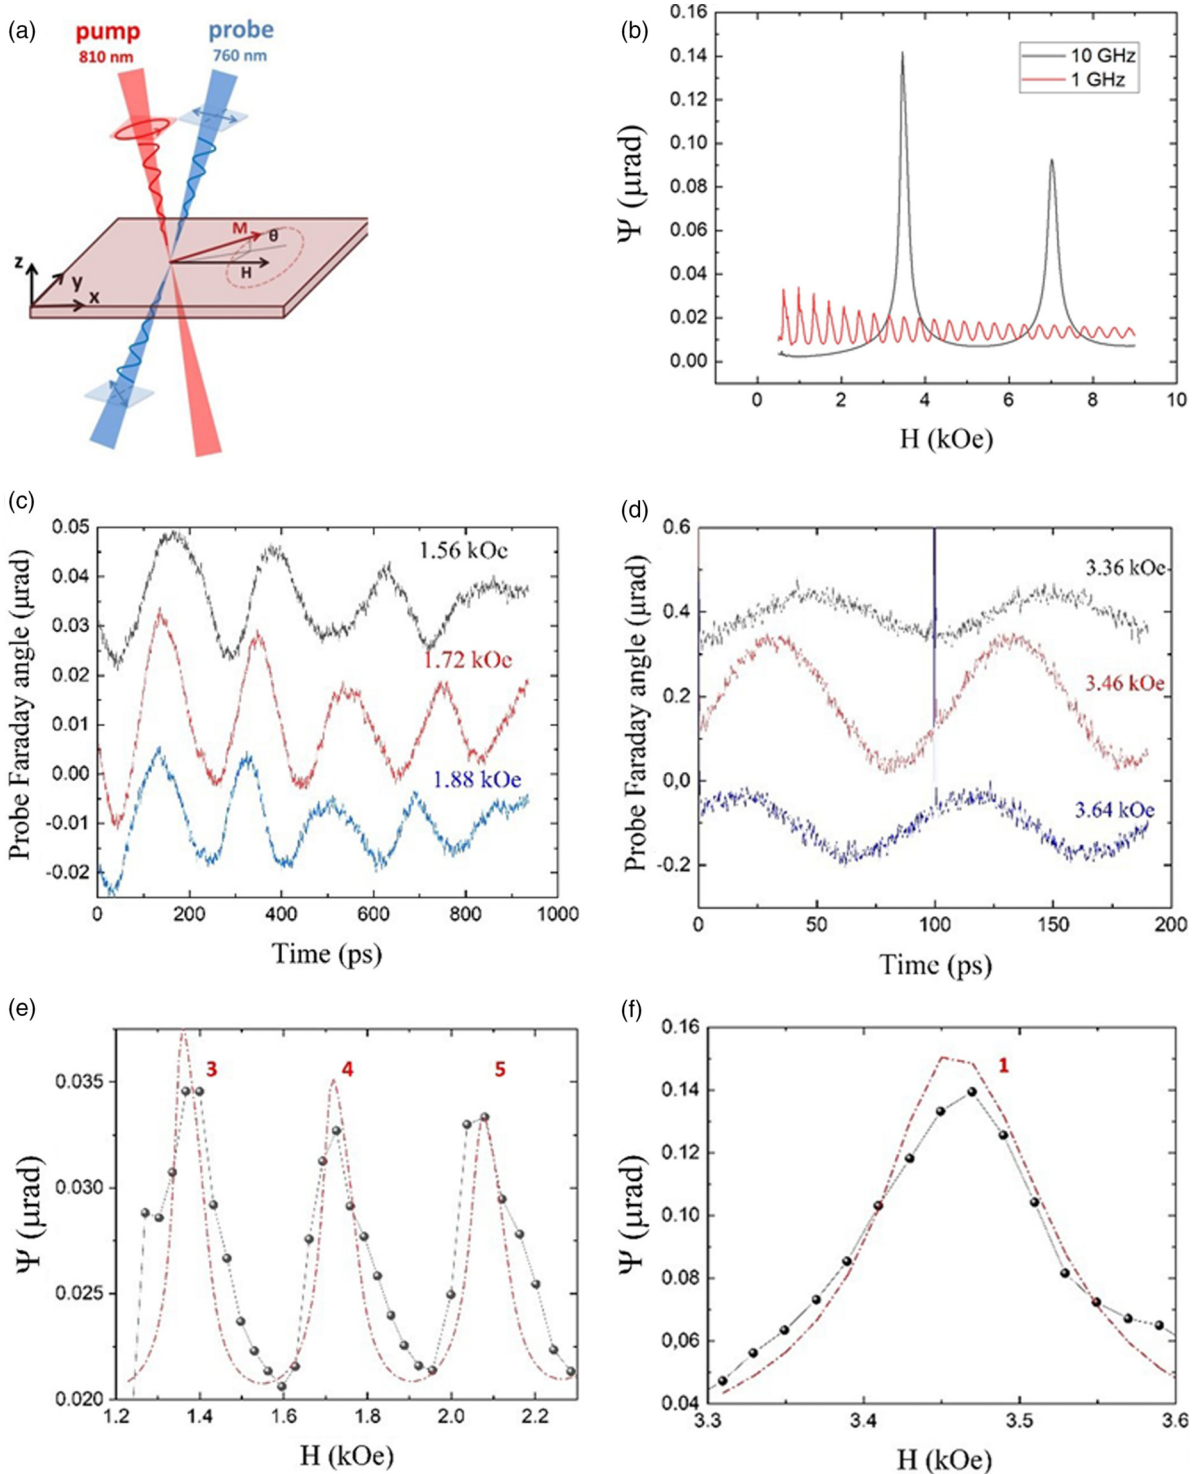 (a)
pump
810 nm
probe
760 nm
M
θ
H
z
y
x
(b)
0.16
0.14
0.12
0.10
0.08
0.06
0.04
0.02
0.00
Ψ (µrad)
10 GHz
1 GHz
0 2 4 6 8 10
H (kOe)
(c)
0.05
0.04
0.03
0.02
0.01
0.00
-0.01
-0.02
Probe Faraday angle (µrad)
1.56 kOe
1.72 kOe
1.88 kOe
0 200 400 600 800 1000
Time (ps)
(d)
0.6
0.4
0.2
0.0
-0.2
Probe Faraday angle (µrad)
3.36 kOe
3.46 kOe
3.64 kOe
0 50 100 150 200
Time (ps)
(e)
0.035
0.030
0.025
0.020
Ψ (µrad)
3 4 5
1.2 1.4 1.6 1.8 2.0 2.2
H (kOe)
(f)
0.16
0.14
0.12
0.10
0.08
0.06
0.04
Ψ (µrad)
1
3.3 3.4 3.5 3.6
H (kOe)